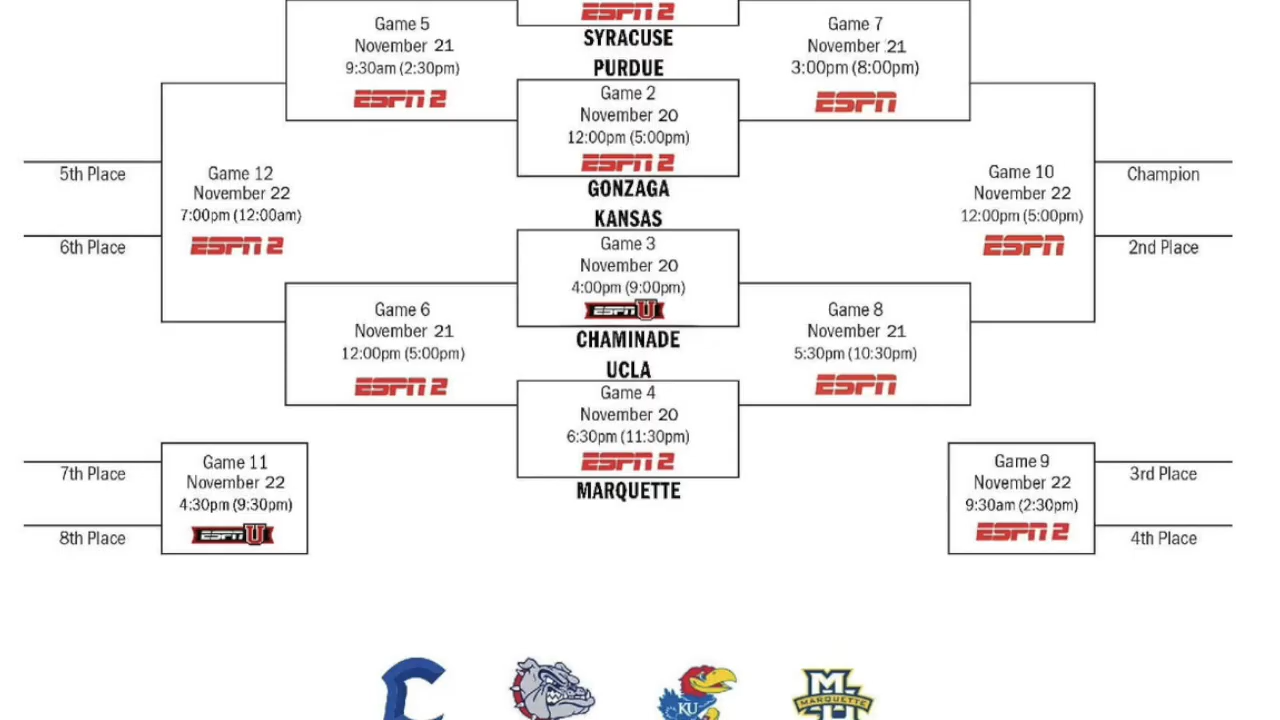 ESPN 2
SYRACUSE
Game 5
November 21
9:30am (2:30pm)
ESPN 2
Game 7
November 21
3:00pm (8:00pm)
ESPN
PURDUE
Game 2
November 20
12:00pm (5:00pm)
ESPN 2
GONZAGA
5th Place
6th Place
Game 12
November 22
7:00pm (12:00am)
ESPN 2
Game 10
November 22
12:00pm (5:00pm)
ESPN
Champion
2nd Place
KANSAS
Game 3
November 20
4:00pm (9:00pm)
ESPN U
CHAMINADE
Game 6
November 21
12:00pm (5:00pm)
ESPN 2
Game 8
November 21
5:30pm (10:30pm)
ESPN
UCLA
Game 4
November 20
6:30pm (11:30pm)
ESPN 2
MARQUETTE
7th Place
8th Place
Game 11
November 22
4:30pm (9:30pm)
ESPN U
Game 9
November 22
9:30am (2:30pm)
ESPN 2
3rd Place
4th Place
C
KU
MU
MARQUETTE